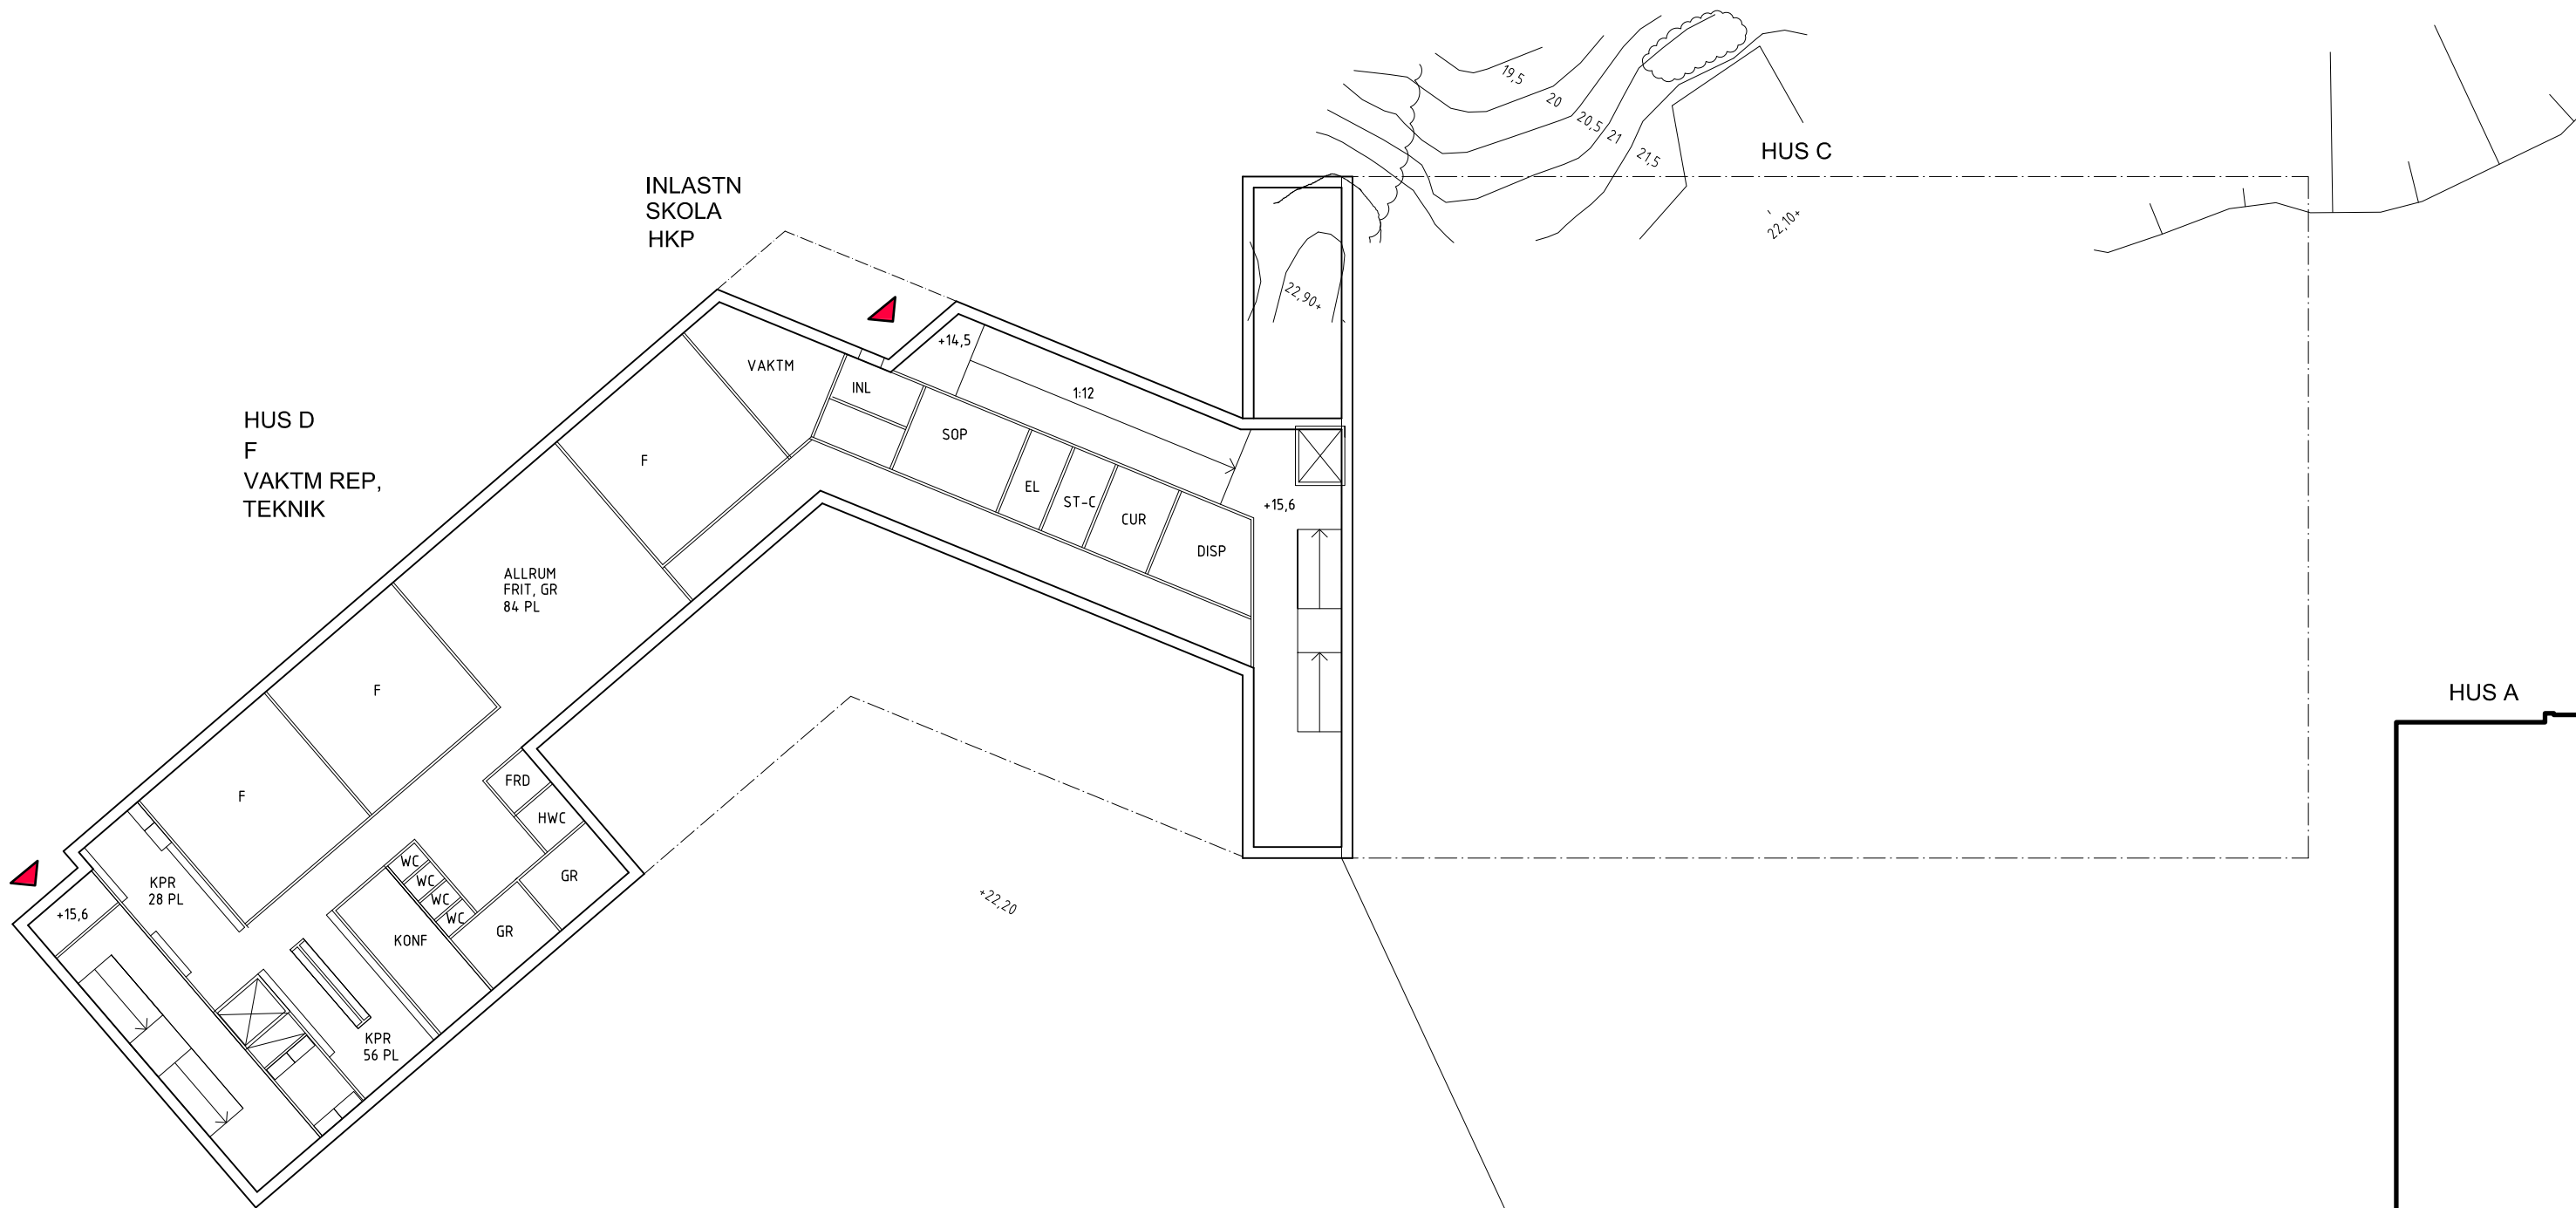 19,5
20
20,5
21
21,5
HUS C
22,10+
INLASTN
SKOLA
HKP
22,90+
+14,5
1:12
VAKTM
INL
SOP
EL
ST-C
CUR
DISP
+15,6
HUS D
F
VAKTM REP,
TEKNIK
F
ALLRUM
FRIT, GR
84 PL
F
F
HUS A
FRD
HWC
GR
GR
WC
WC
WC
WC
KONF
KPR
28 PL
+15,6
KPR
56 PL
+22,20